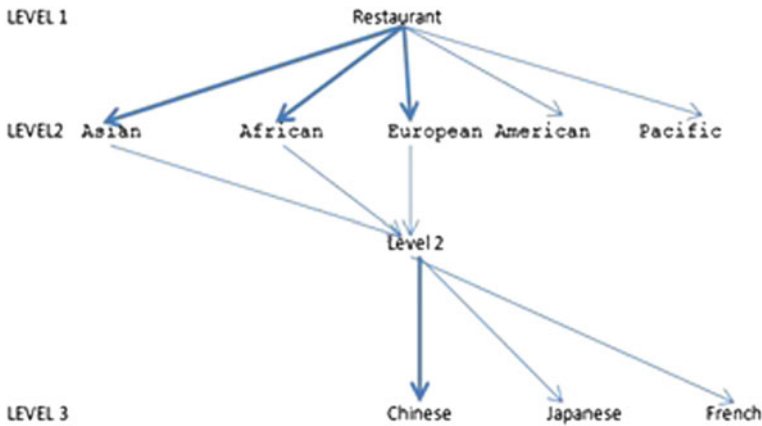 LEVEL 1 Restaurant
LEVEL2 Asian African European American Pacific
Level 2
LEVEL 3 Chinese Japanese French